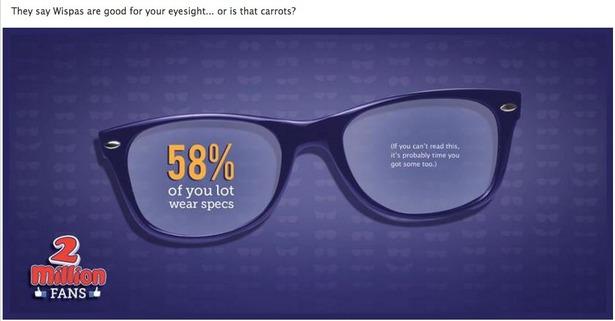 They say Wispas are good for your eyesight... or is that carrots?
58%
of you lot
wear specs
(If you can't read this,
it's probably time you
got some too.)
2
Million
FANS